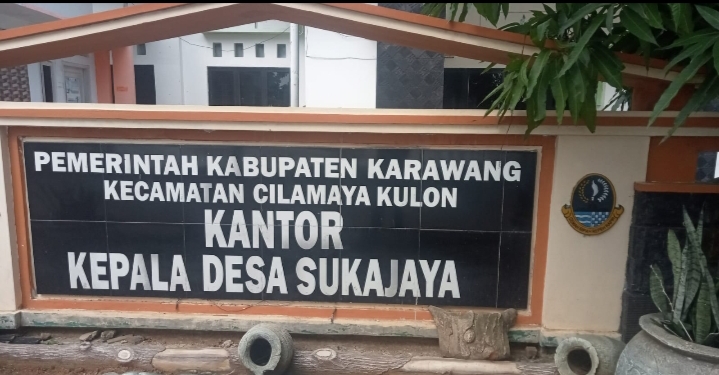 PEMERINTAH KABUPATEN KARAWANG
KECAMATAN CILAMAYA KULON
KANTOR
KEPALA DESA SUKAJAYA